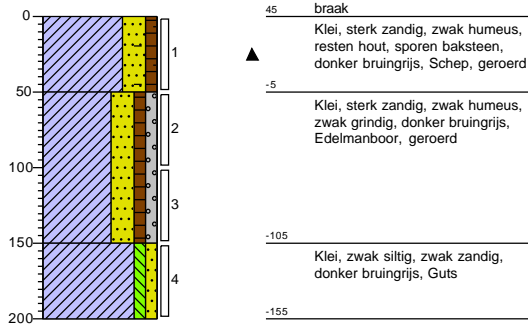 0
50
100
150
200
1
2
3
4
45 braak
Klei, sterk zandig, zwak humeus,
resten hout, sporen baksteen,
donker bruingrijs, Schep, geroerd
-5
Klei, sterk zandig, zwak humeus,
zwak grindig, donker bruingrijs,
Edelmanboor, geroerd
-105
Klei, zwak siltig, zwak zandig,
donker bruingrijs, Guts
-155